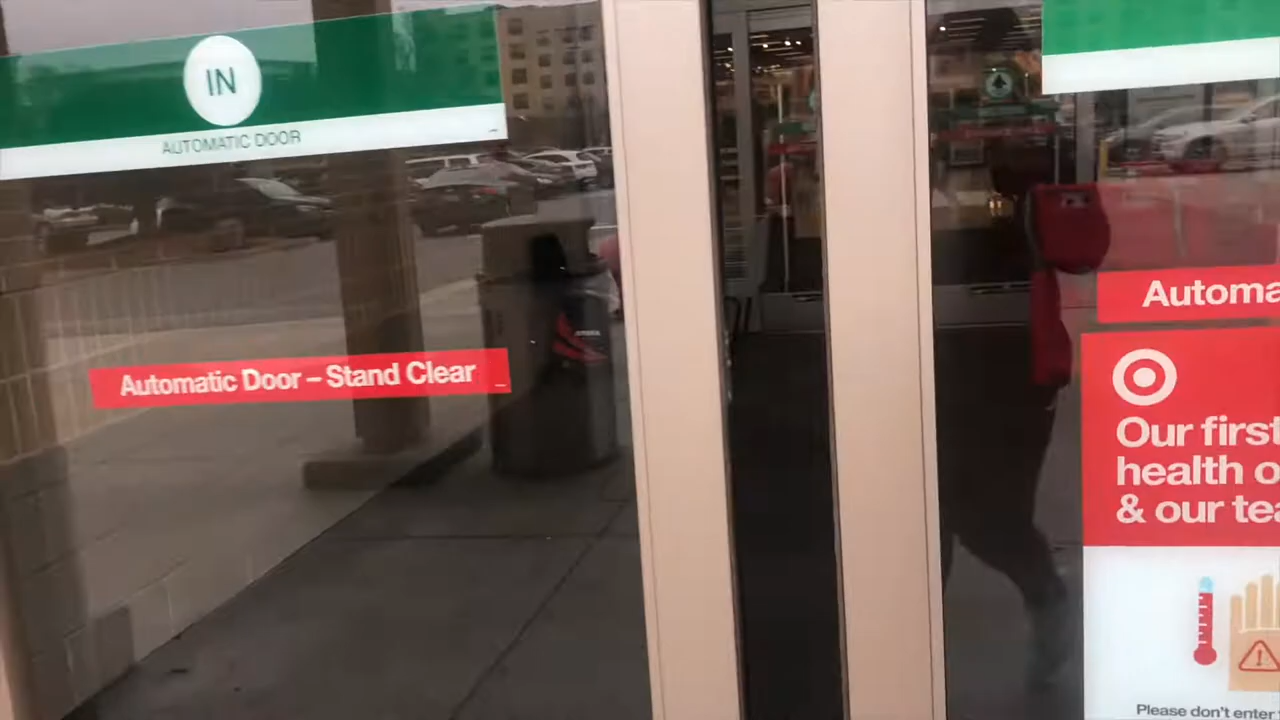 IN
AUTOMATIC DOOR
Automatic Door – Stand Clear
Automa
Our first
health o
& our tea
Please don't enter